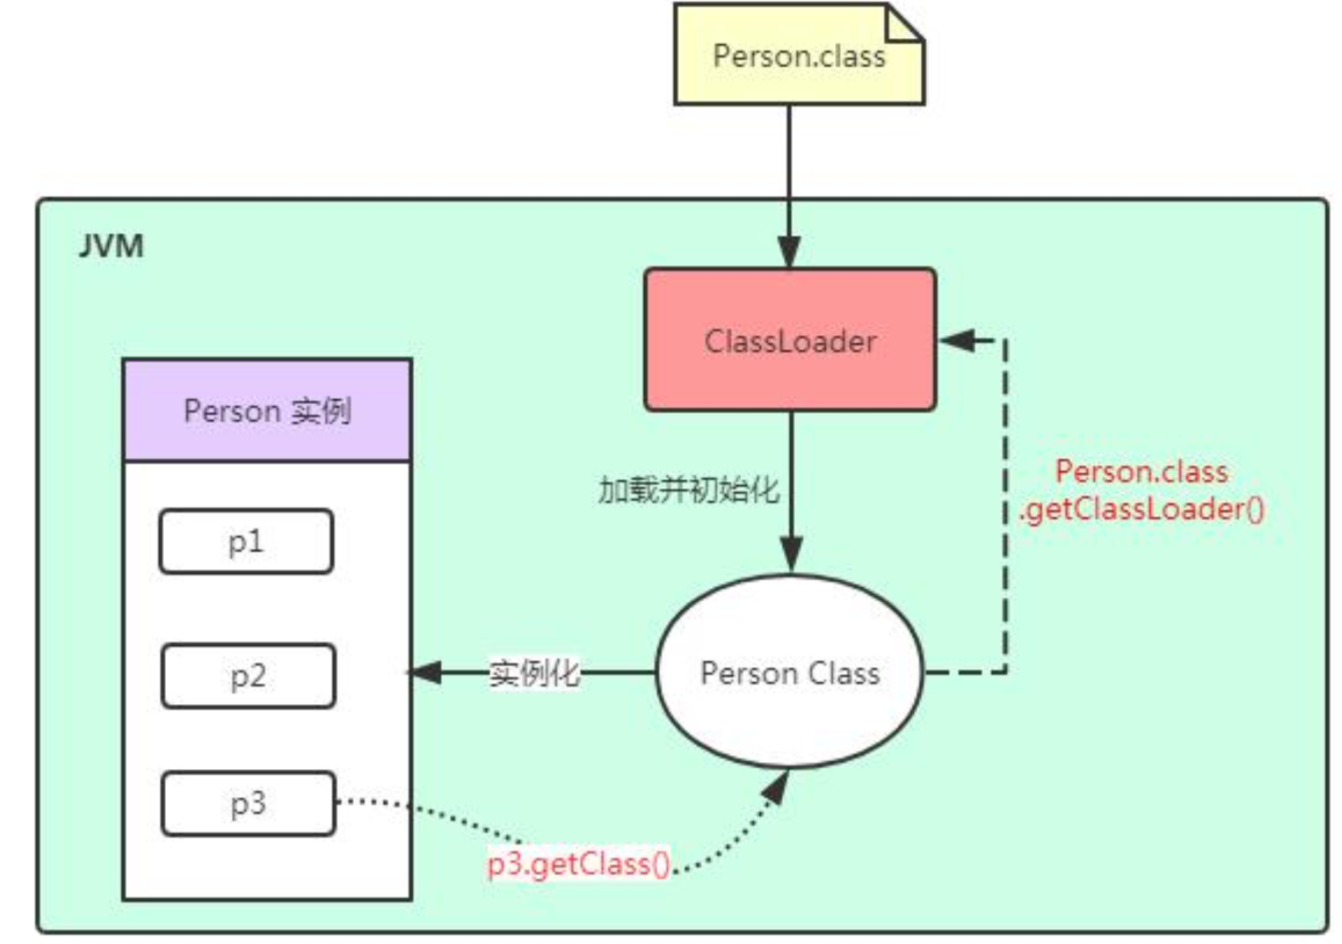 Person.class
JVM
ClassLoader
Person 实例
加载并初始化
Person.class
.getClassLoader()
p1
p2
实例化
Person Class
p3
p3.getClass()